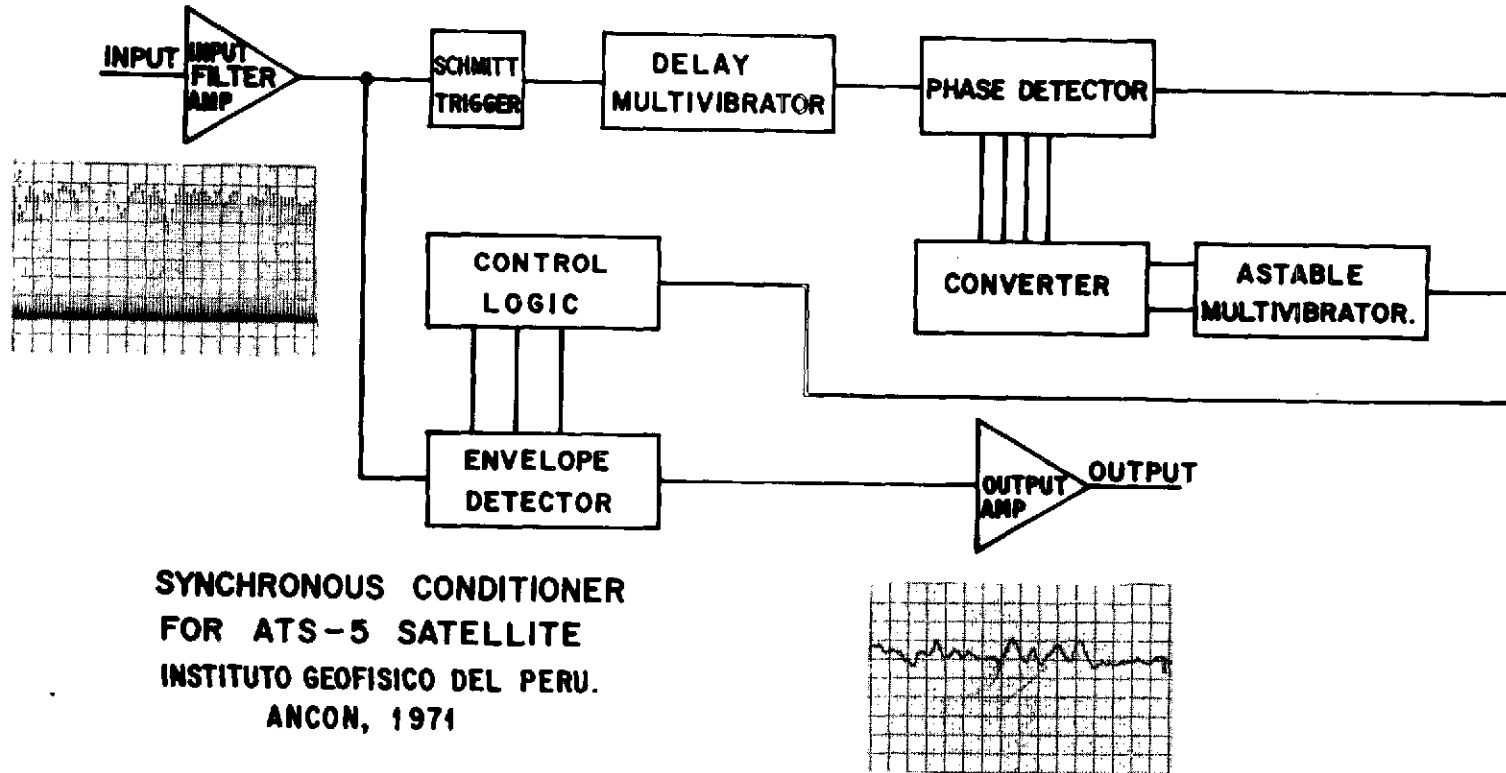 INPUT
INPUT
FILTER
AMP
SCHMITT
TRIGGER
DELAY
MULTIVIBRATOR
PHASE DETECTOR
CONTROL
LOGIC
CONVERTER
ASTABLE
MULTIVIBRATOR.
ENVELOPE
DETECTOR
OUTPUT
AMP
OUTPUT
SYNCHRONOUS CONDITIONER
FOR ATS-5 SATELLITE
INSTITUTO GEOFISICO DEL PERU.
ANCON, 1971